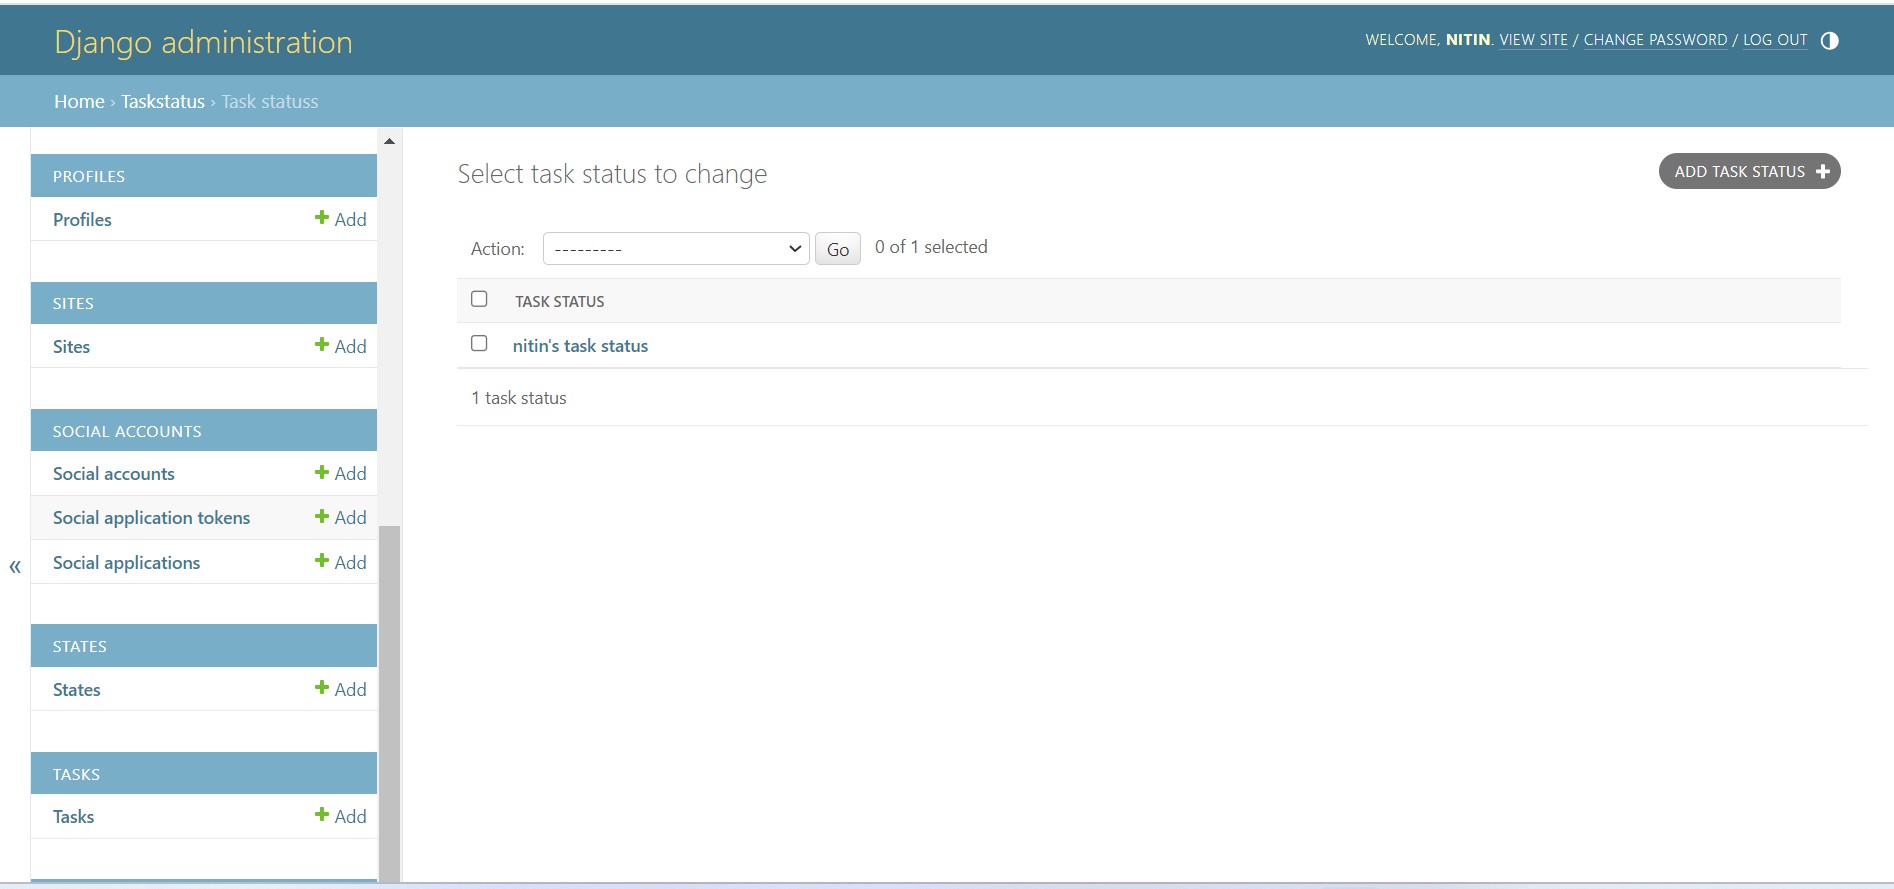 Django administration
WELCOME, NITIN. VIEW SITE / CHANGE PASSWORD / LOG OUT
Home › Taskstatus › Task statuss
PROFILES
Profiles + Add
SITES
Sites + Add
SOCIAL ACCOUNTS
Social accounts + Add
Social application tokens + Add
Social applications + Add
«
STATES
States + Add
TASKS
Tasks + Add
Select task status to change
ADD TASK STATUS +
Action: --------- Go 0 of 1 selected
TASK STATUS
nitin's task status
1 task status